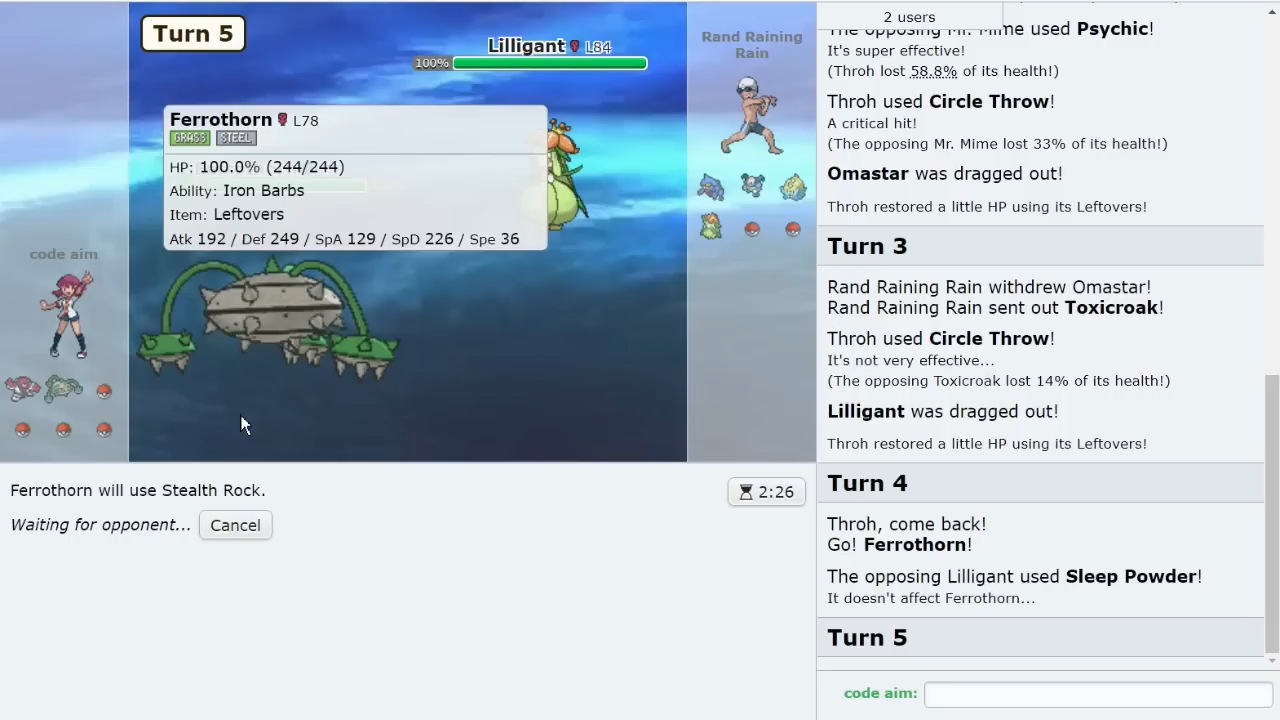 Turn 5
Lilligant L84
100%
Rand Raining
Rain
Ferrothorn L78
GRASS STEEL
HP: 100.0% (244/244)
Ability: Iron Barbs
Item: Leftovers
Atk 192 / Def 249 / SpA 129 / SpD 226 / Spe 36
code aim
Ferrothorn will use Stealth Rock.
2:26
Waiting for opponent... Cancel
2 users
The opposing Mr. Mime used Psychic!
It's super effective!
(Throh lost 58.8% of its health!)
Throh used Circle Throw!
A critical hit!
(The opposing Mr. Mime lost 33% of its health!)
Omastar was dragged out!
Throh restored a little HP using its Leftovers!
Turn 3
Rand Raining Rain withdrew Omastar!
Rand Raining Rain sent out Toxicroak!
Throh used Circle Throw!
It's not very effective...
(The opposing Toxicroak lost 14% of its health!)
Lilligant was dragged out!
Throh restored a little HP using its Leftovers!
Turn 4
Throh, come back!
Go! Ferrothorn!
The opposing Lilligant used Sleep Powder!
It doesn't affect Ferrothorn...
Turn 5
code aim: